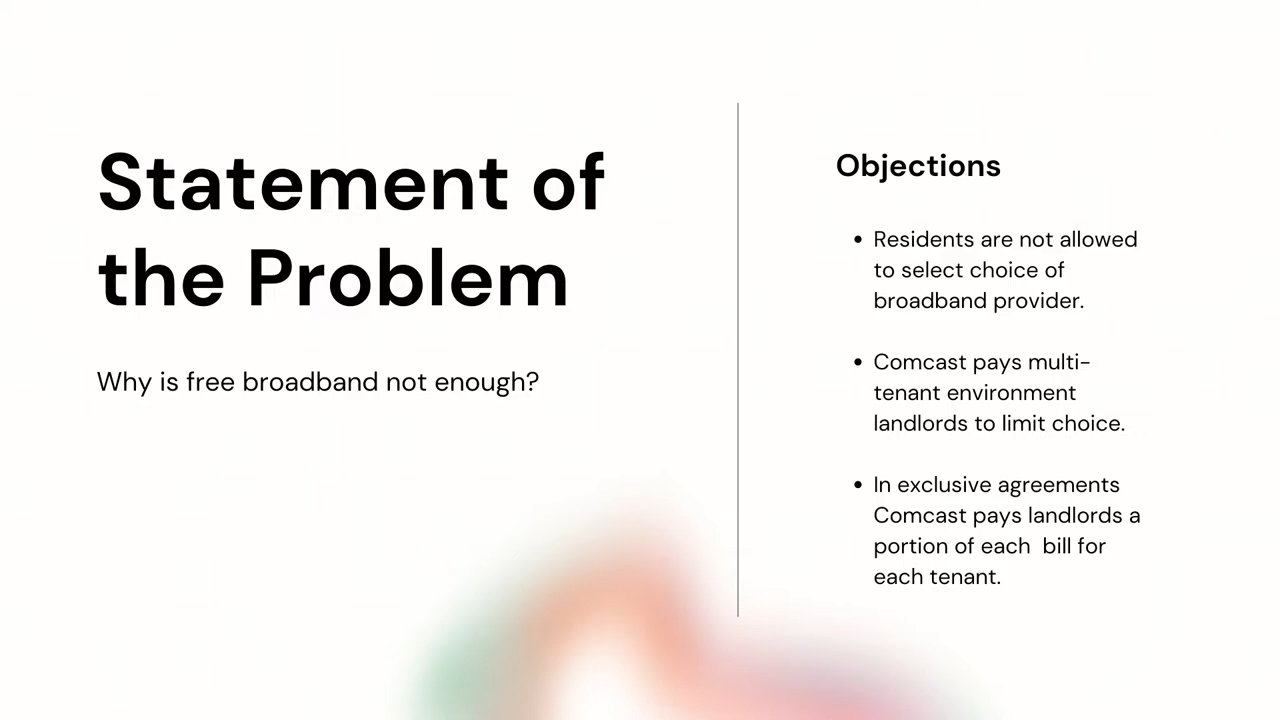 Statement of
the Problem
Why is free broadband not enough?
Objections
• Residents are not allowed
to select choice of
broadband provider.
• Comcast pays multi-
tenant environment
landlords to limit choice.
• In exclusive agreements
Comcast pays landlords a
portion of each  bill for
each tenant.